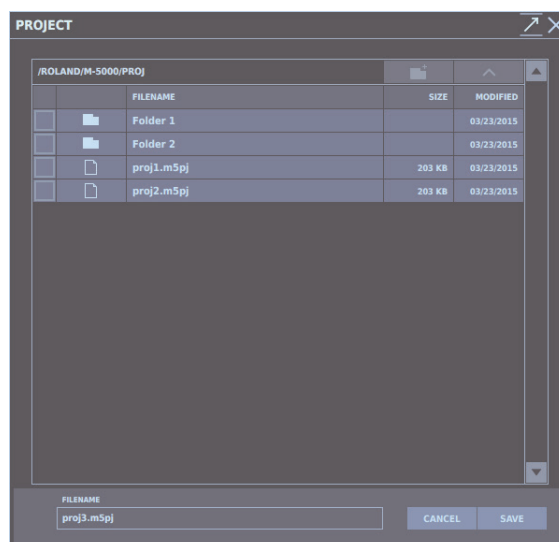 PROJECT
/ROLAND/M-5000/PROJ
FILENAME SIZE MODIFIED
Folder 1 03/23/2015
Folder 2 03/23/2015
proj1.m5pj 203 KB 03/23/2015
proj2.m5pj 203 KB 03/23/2015
FILENAME
proj3.m5pj CANCEL SAVE